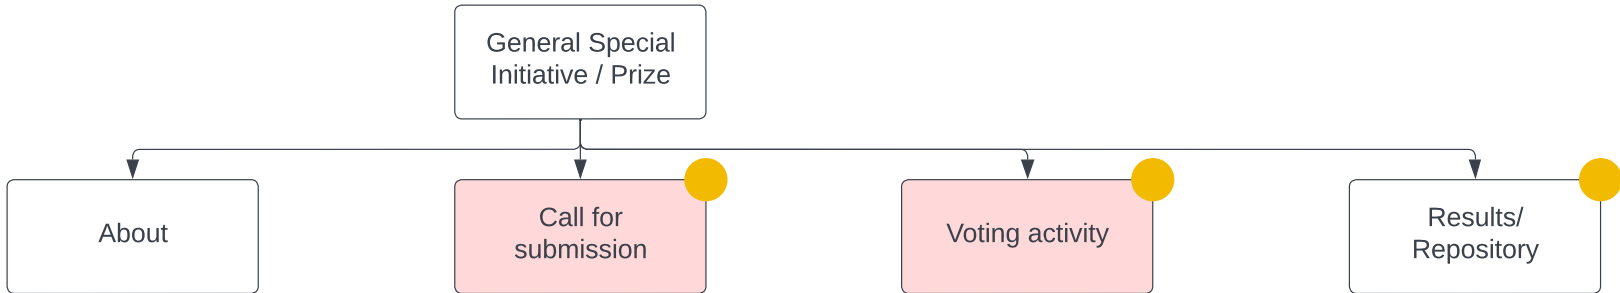 General Special
Initiative / Prize
About
Call for
submission
Voting activity
Results/
Repository